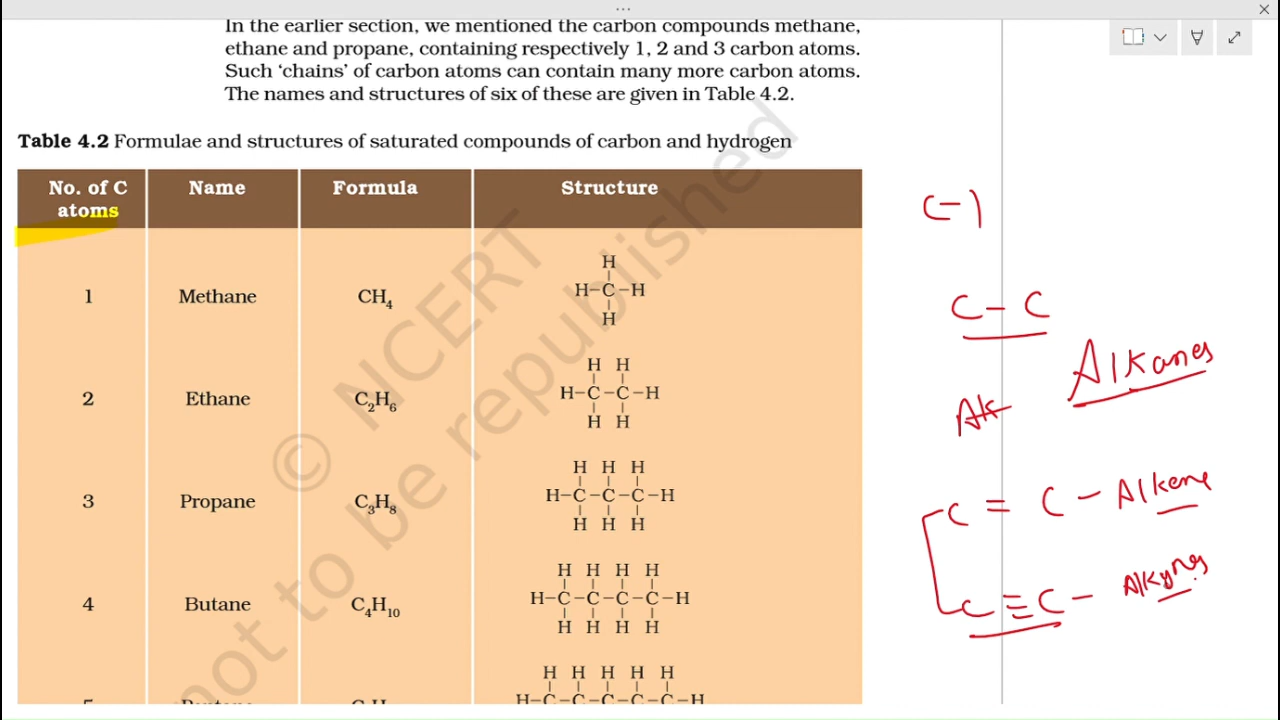 In the earlier section, we mentioned the carbon compounds methane,
ethane and propane, containing respectively 1, 2 and 3 carbon atoms.
Such ‘chains’ of carbon atoms can contain many more carbon atoms.
The names and structures of six of these are given in Table 4.2.
Table 4.2 Formulae and structures of saturated compounds of carbon and hydrogen
No. of C atoms Name Formula Structure
H
1 Methane CH₄ H–C–H
H
H H
2 Ethane C₂H₆ H–C–C–H
H H
H H H
3 Propane C₃H₈ H–C–C–C–H
H H H
H H H H
4 Butane C₄H₁₀ H–C–C–C–C–H
H H H H
H H H H H
H–C–C–C–C–C–H
© NCERT
not to be republished
(-)
C - C
Alkanes
AK
C = C - Alkene
C ≡ C - Alkynes